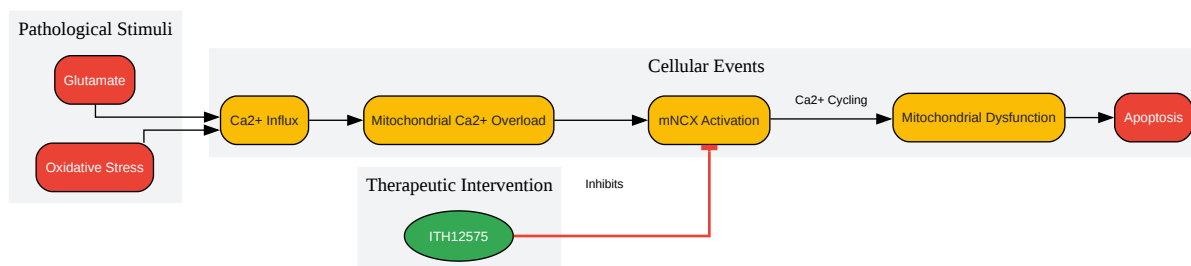 Pathological Stimuli
Glutamate
Oxidative Stress
Cellular Events
Ca2+ Influx
Mitochondrial Ca2+ Overload
mNCX Activation
Ca2+ Cycling
Mitochondrial Dysfunction
Apoptosis
Therapeutic Intervention
Inhibits
ITH12575